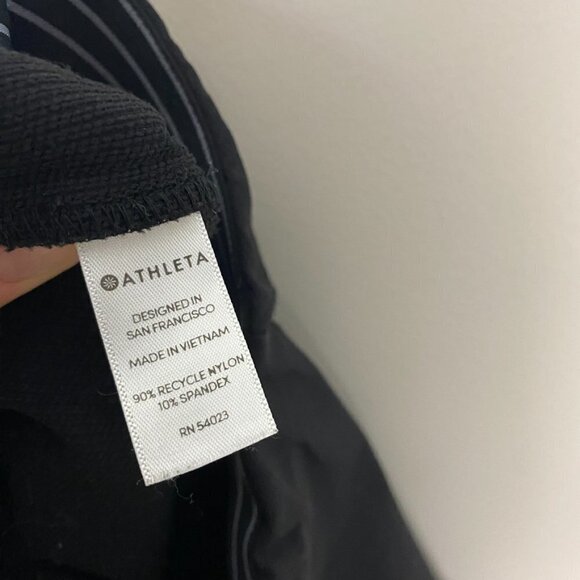 ATHLETA
DESIGNED IN
SAN FRANCISCO
MADE IN VIETNAM
90% RECYCLE NYLON
10% SPANDEX
RN 54023